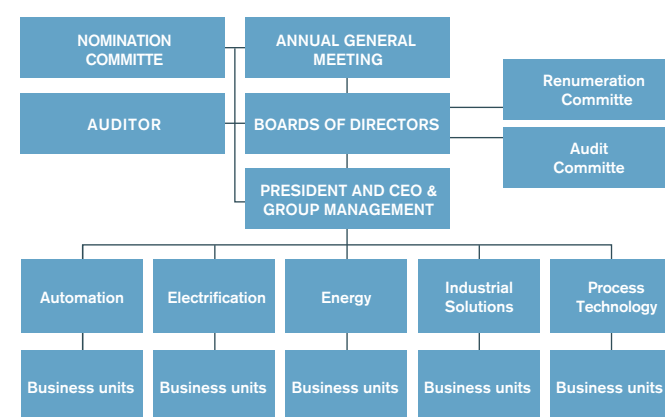 NOMINATION
COMMITTE
ANNUAL GENERAL
MEETING
Renumeration
Committe
AUDITOR
BOARDS OF DIRECTORS
Audit
Committe
PRESIDENT AND CEO &
GROUP MANAGEMENT
Automation
Electrification
Energy
Industrial
Solutions
Process
Technology
Business units
Business units
Business units
Business units
Business units